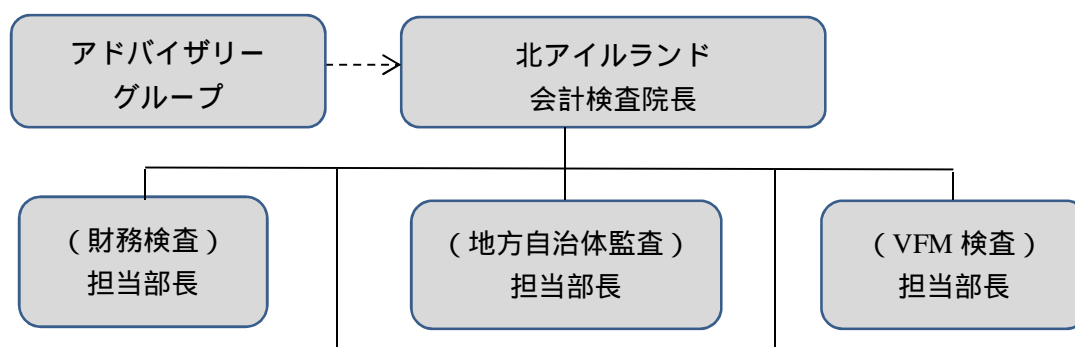 アドバイザリー
グループ
北アイルランド
会計検査院長
（財務検査）
担当部長
（地方自治体監査）
担当部長
（VFM 検査）
担当部長